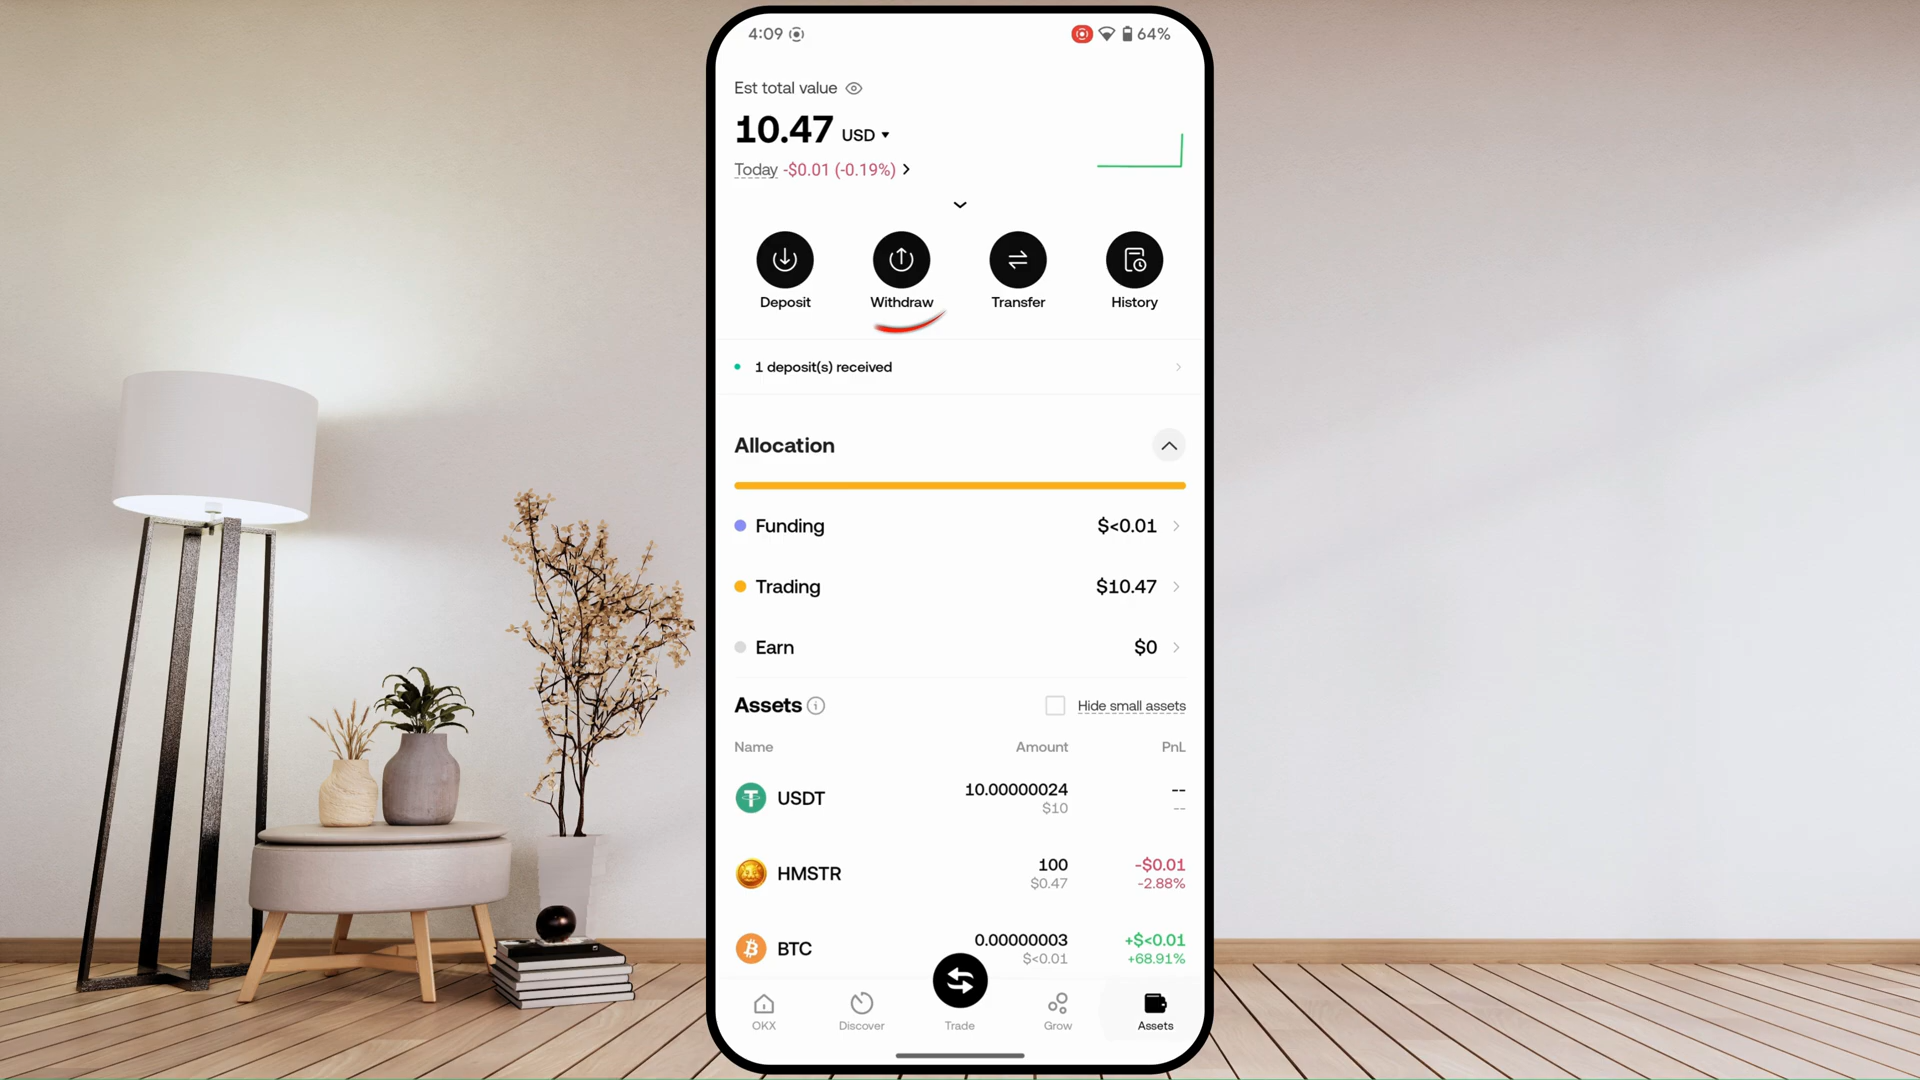 4:09 64%
Est total value
10.47 USD
Today -$0.01 (-0.19%)
Deposit Withdraw Transfer History
1 deposit(s) received
Allocation
Funding $<0.01
Trading $10.47
Earn $0
Assets Hide small assets
Name Amount PnL
USDT 10.00000024 --
$10 --
HMSTR 100 -$0.01
$0.47 -2.88%
BTC 0.00000003 +$<0.01
$<0.01 +68.91%
OKX Discover Trade Grow Assets